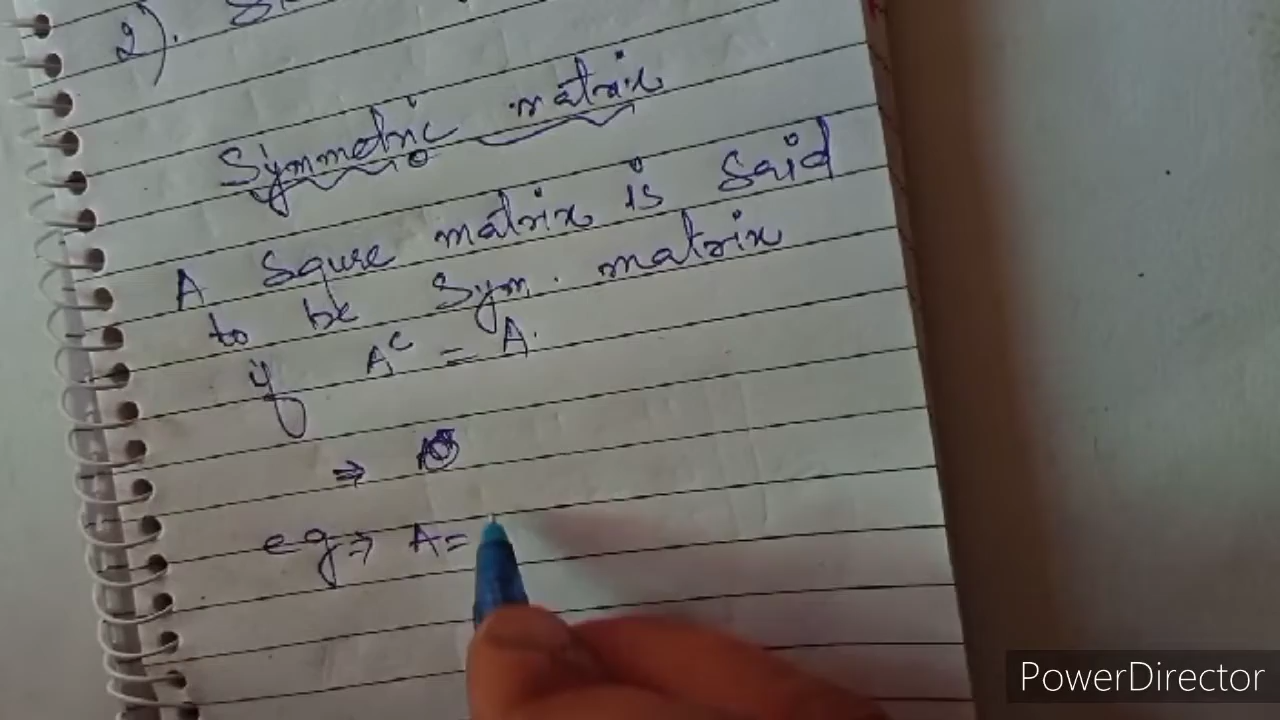 2).
Symmetric matrix
A Squre matrix is said
to be Sym. matrix
if A^c = A.
⇒
eg ⇒ A =
PowerDirector